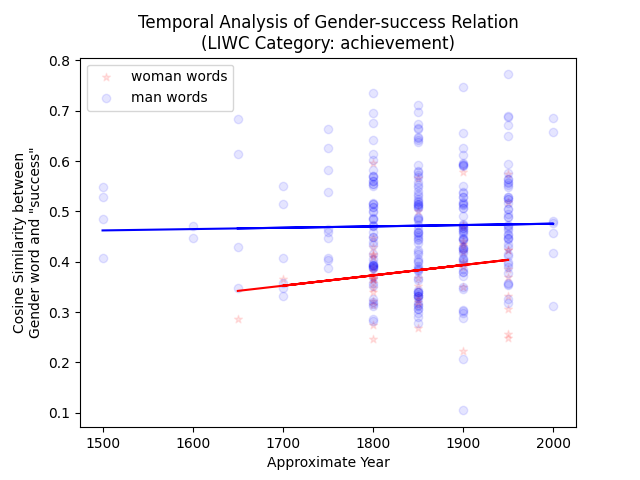 Temporal Analysis of Gender-success Relation
(LIWC Category: achievement)
woman words
man words
0.8
0.7
0.6
0.5
0.4
0.3
0.2
0.1
Cosine Similarity between
Gender word and "success"
1500
1600
1700
1800
1900
2000
Approximate Year